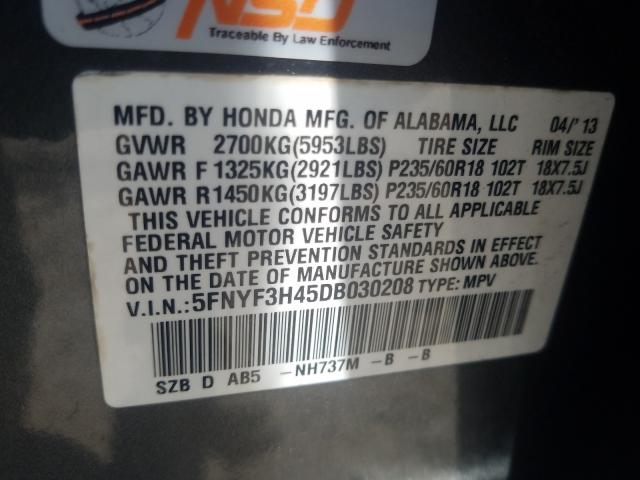 NSD
Traceable By Law Enforcement
MFD. BY HONDA MFG. OF ALABAMA, LLC 04/'13
GVWR 2700KG(5953LBS) TIRE SIZE RIM SIZE
GAWR F 1325KG(2921LBS) P235/60R18 102T 18X7.5J
GAWR R1450KG(3197LBS) P235/60R18 102T 18X7.5J
THIS VEHICLE CONFORMS TO ALL APPLICABLE
FEDERAL MOTOR VEHICLE SAFETY
AND THEFT PREVENTION STANDARDS IN EFFECT
ON THE DATE OF MANUFACTURE SHOWN ABOVE.
V.I.N.:5FNYF3H45DB030208 TYPE: MPV
SZB D AB5 -NH737M -B -B